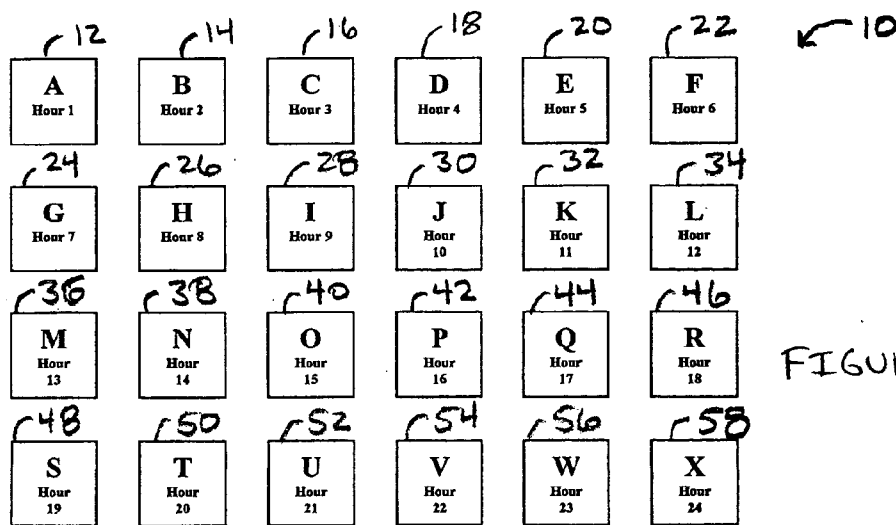 12 14 16 18 20 22 10
A B C D E F
Hour 1 Hour 2 Hour 3 Hour 4 Hour 5 Hour 6
24 26 28 30 32 34
G H I J K L
Hour 7 Hour 8 Hour 9 Hour Hour Hour
10 11 12
36 38 40 42 44 46
M N O P Q R
Hour Hour Hour Hour Hour Hour
13 14 15 16 17 18
48 50 52 54 56 58
S T U V W X
Hour Hour Hour Hour Hour Hour
19 20 21 22 23 24